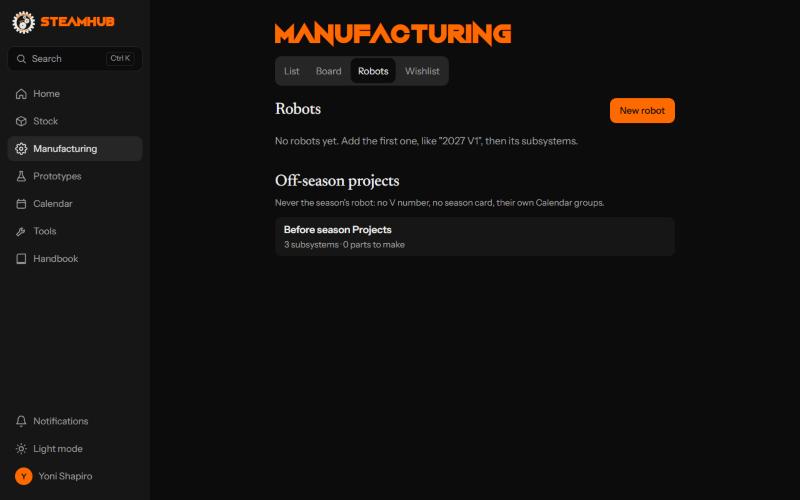 STEAMHUB
Search
Ctrl K
Home
Stock
Manufacturing
Prototypes
Calendar
Tools
Handbook
Notifications
Light mode
Y
Yoni Shapiro
MANUFACTURING
List
Board
Robots
Wishlist
Robots
New robot
No robots yet. Add the first one, like "2027 V1", then its subsystems.
Off-season projects
Never the season's robot: no V number, no season card, their own Calendar groups.
Before season Projects
3 subsystems · 0 parts to make